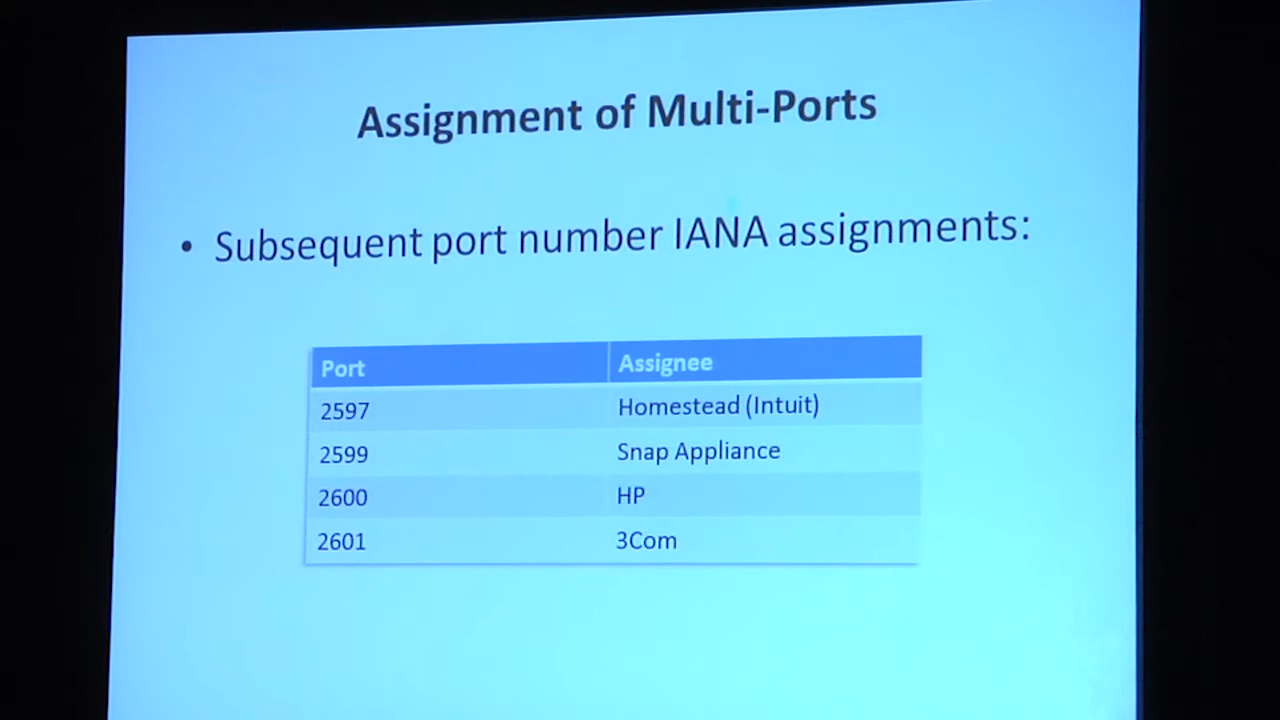 Assignment of Multi-Ports
• Subsequent port number IANA assignments:
Port Assignee
2597 Homestead (Intuit)
2599 Snap Appliance
2600 HP
2601 3Com